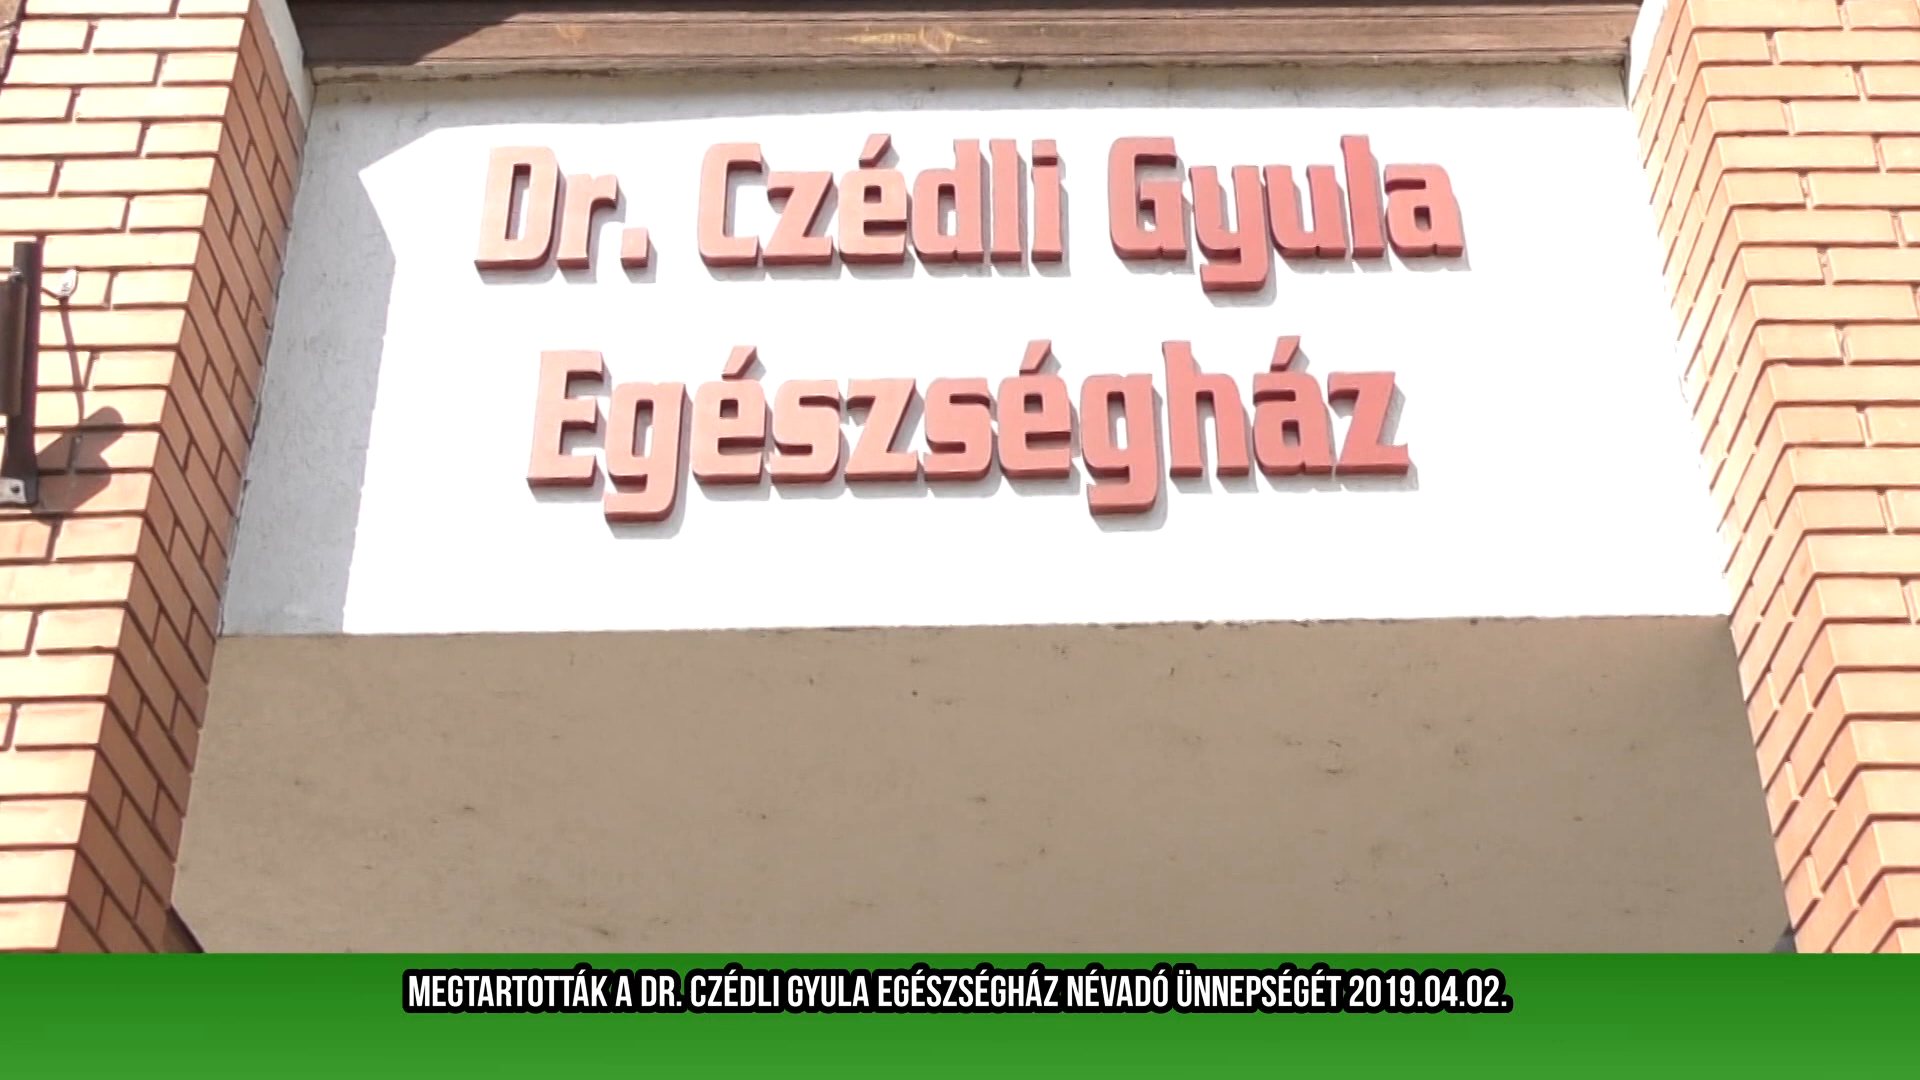 Dr. Czédli Gyula
Egészségház
MEGTARTOTTÁK A DR. CZÉDLI GYULA EGÉSZSÉGHÁZ NÉVADÓ ÜNNEPSÉGÉT 2019.04.02.